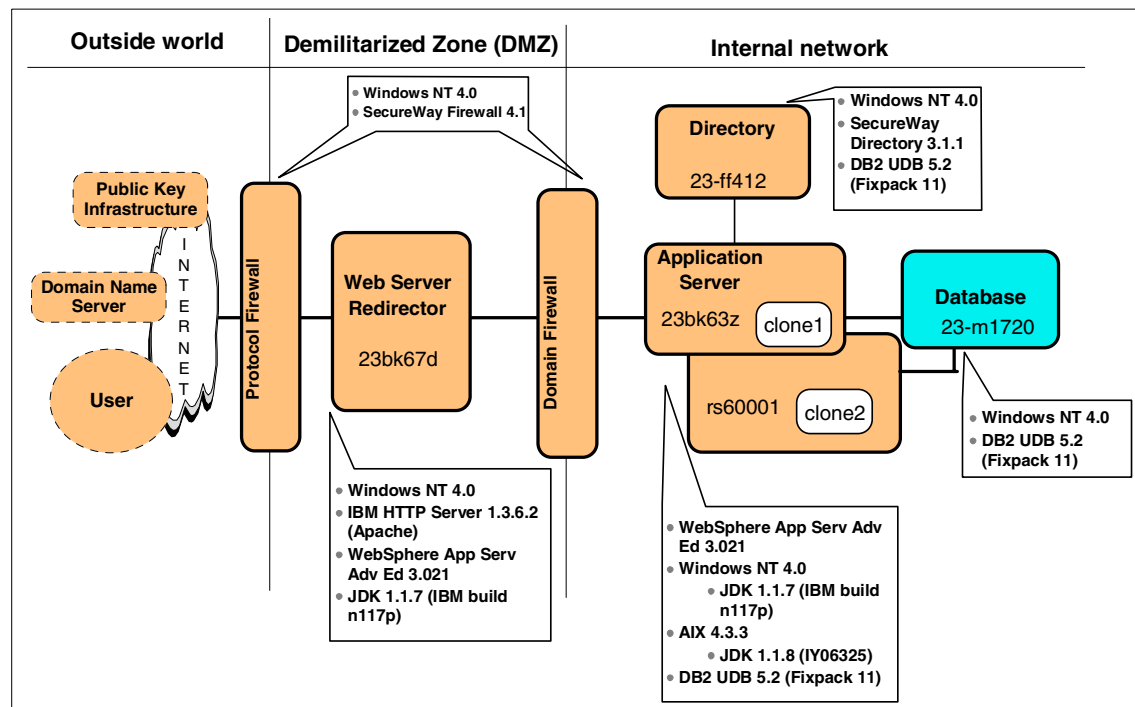 Outside world
Demilitarized Zone (DMZ)
Internal network
Windows NT 4.0
SecureWay Firewall 4.1
Windows NT 4.0
SecureWay
Directory 3.1.1
DB2 UDB 5.2
(Fixpack 11)
Directory
23-ff412
Public Key
Infrastructure
Domain Name
Server
User
INTERNET
Protocol Firewall
Web Server
Redirector
23bk67d
Domain Firewall
Application
Server
23bk63z
clone1
rs60001
clone2
Database
23-m1720
Windows NT 4.0
DB2 UDB 5.2
(Fixpack 11)
Windows NT 4.0
IBM HTTP Server 1.3.6.2
(Apache)
WebSphere App Serv
Adv Ed 3.021
JDK 1.1.7 (IBM build
n117p)
WebSphere App Serv Adv
Ed 3.021
Windows NT 4.0
JDK 1.1.7 (IBM build
n117p)
AIX 4.3.3
JDK 1.1.8 (IY06325)
DB2 UDB 5.2 (Fixpack 11)